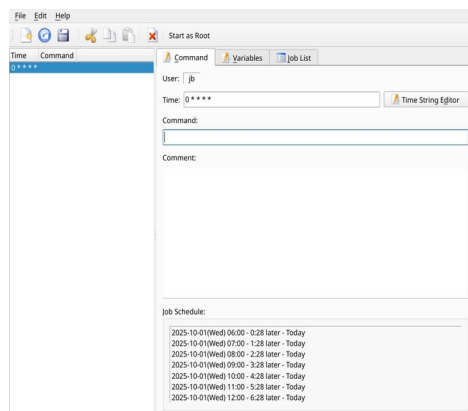 File Edit Help
Start as Root
Time Command
0 * * * *
Command Variables Job List
User: jb
Time: 0 * * * * Time String Editor
Command:
Comment:
Job Schedule:
2025-10-01(Wed) 06:00 - 0:28 later - Today
2025-10-01(Wed) 07:00 - 1:28 later - Today
2025-10-01(Wed) 08:00 - 2:28 later - Today
2025-10-01(Wed) 09:00 - 3:28 later - Today
2025-10-01(Wed) 10:00 - 4:28 later - Today
2025-10-01(Wed) 11:00 - 5:28 later - Today
2025-10-01(Wed) 12:00 - 6:28 later - Today